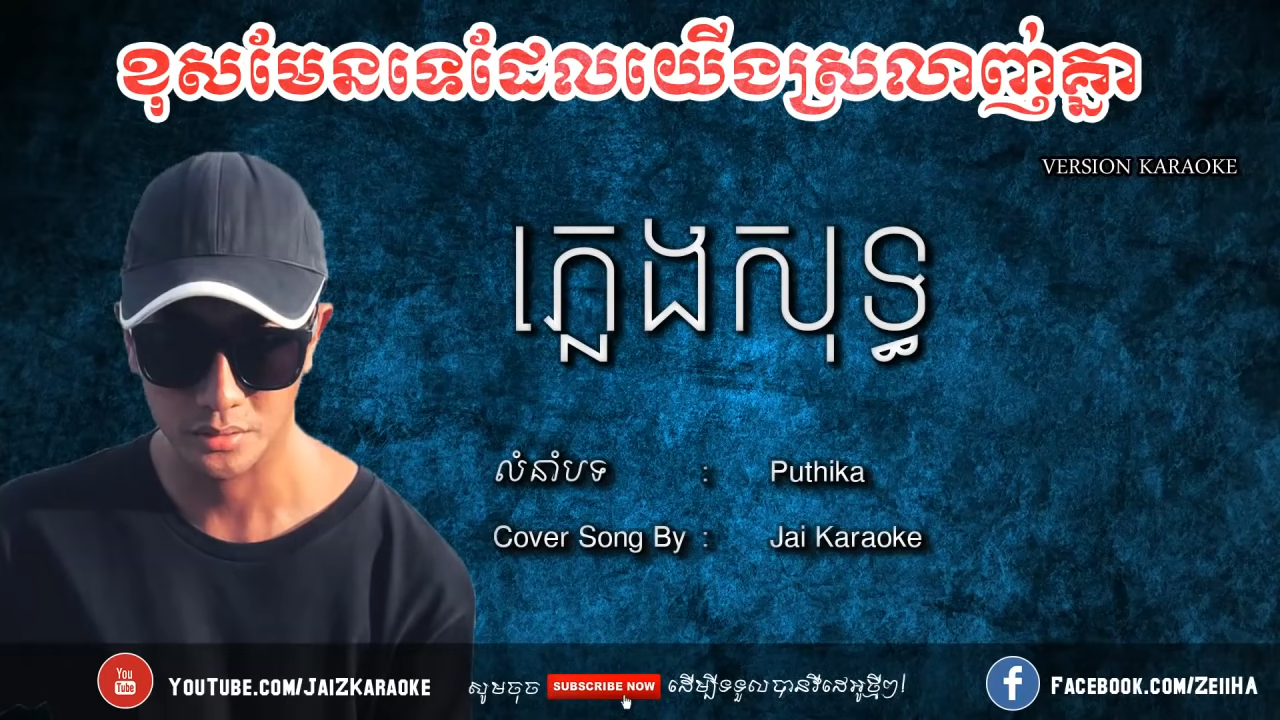 ខុសមែនទេដែលយើងស្រលាញ់គ្នា
VERSION KARAOKE
ភ្លេងសុទ្ធ
លំនាំបទ : Puthika
Cover Song By : Jai Karaoke
You Tube YouTube.com/JaiZKaraoke សូមចុច SUBSCRIBE NOW ដើម្បីទទួលបានវីដេអូថ្មីៗ! f Facebook.com/ZeiiHA